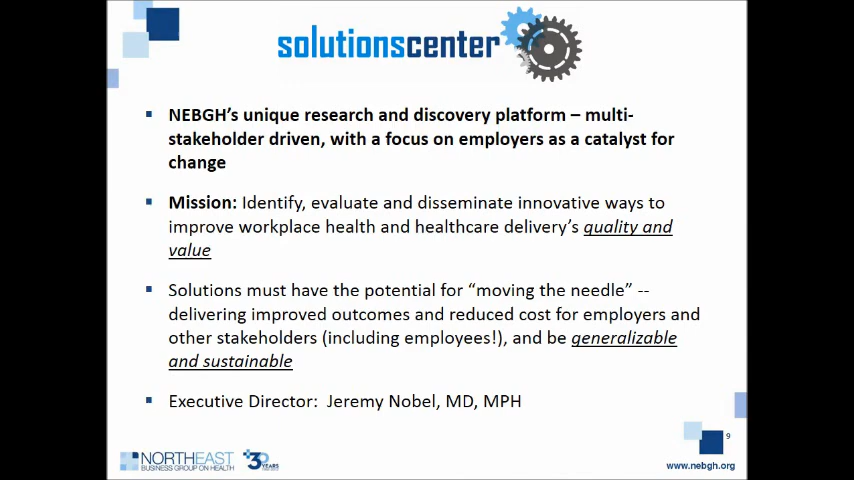 solutionscenter
NEBGH's unique research and discovery platform – multi-
stakeholder driven, with a focus on employers as a catalyst for
change
Mission: Identify, evaluate and disseminate innovative ways to
improve workplace health and healthcare delivery's quality and
value
Solutions must have the potential for “moving the needle” --
delivering improved outcomes and reduced cost for employers and
other stakeholders (including employees!), and be generalizable
and sustainable
Executive Director: Jeremy Nobel, MD, MPH
9
NORTHEAST
BUSINESS GROUP ON HEALTH
30
YEARS
www.nebgh.org